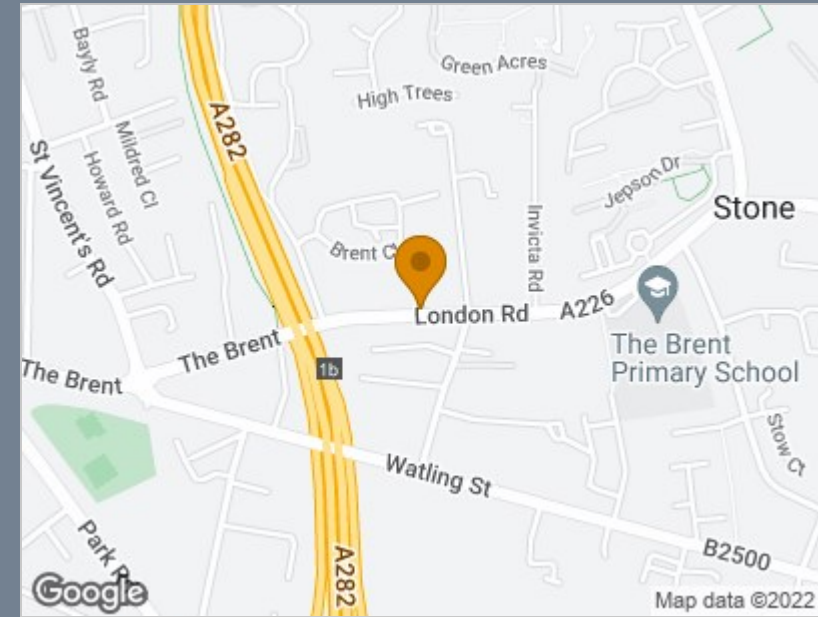 Bayly Rd
Mildred Cl
Howard Rd
St Vincent's Rd
A282
Green Acres
High Trees
Jepson Dr
Stone
Invicta Rd
Brent C
London Rd
A226
The Brent
The Brent
1b
The Brent
Primary School
Stow Ct
Watling St
B2500
Park R
A282
Google
Map data ©2022